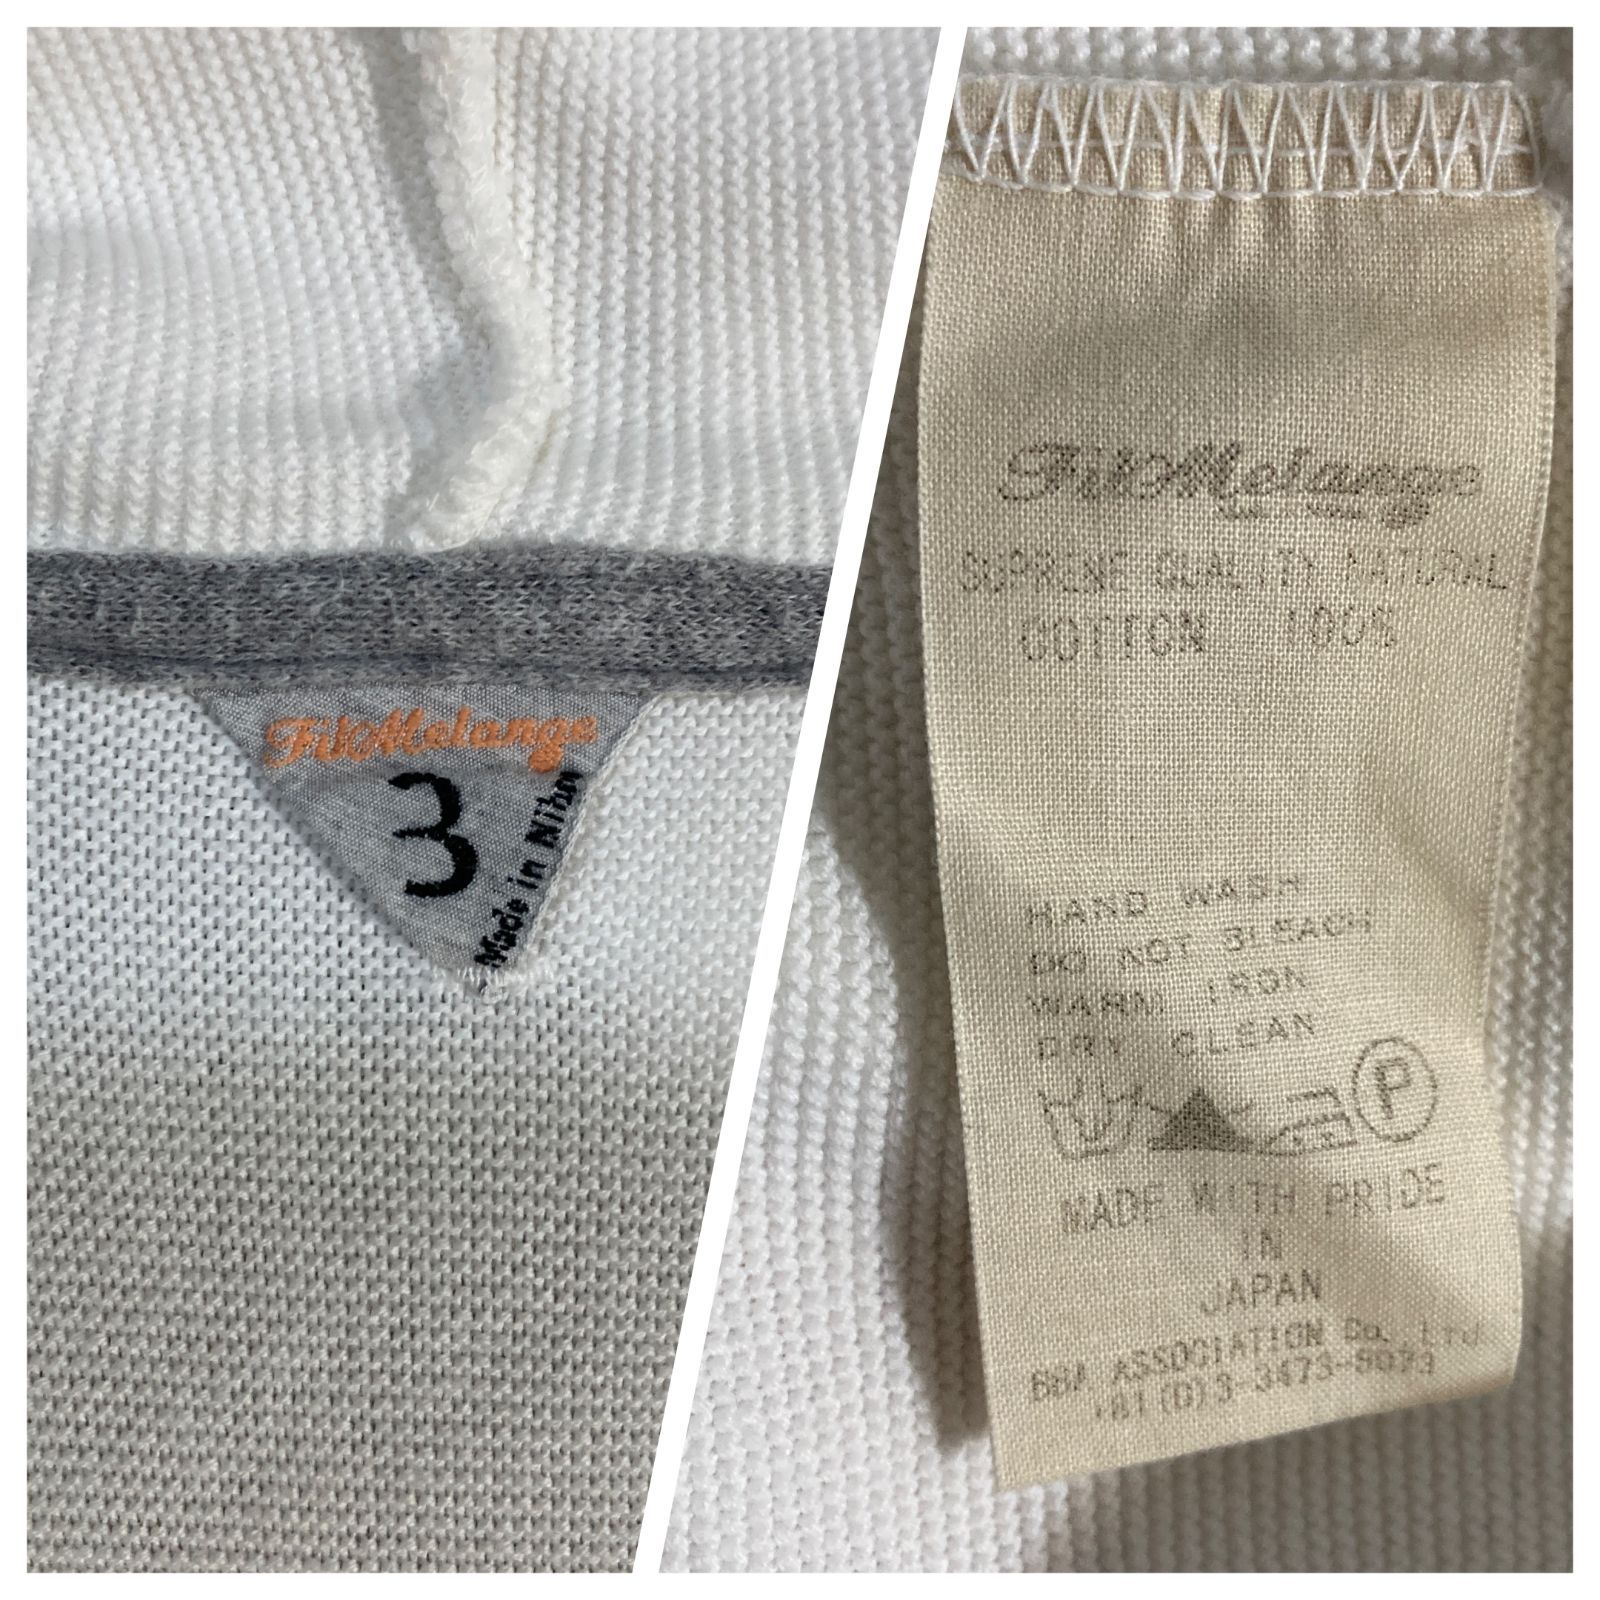 FilMelange
3
Made in Nihon
FilMelange
SUPREME QUALITY NATURAL
COTTON 100%
HAND WASH
DO NOT BLEACH
WARM IRON
DRY CLEAN
P
MADE WITH PRIDE
IN
JAPAN
ASSOCIATION Co. LTD
+81(0)3-3473-